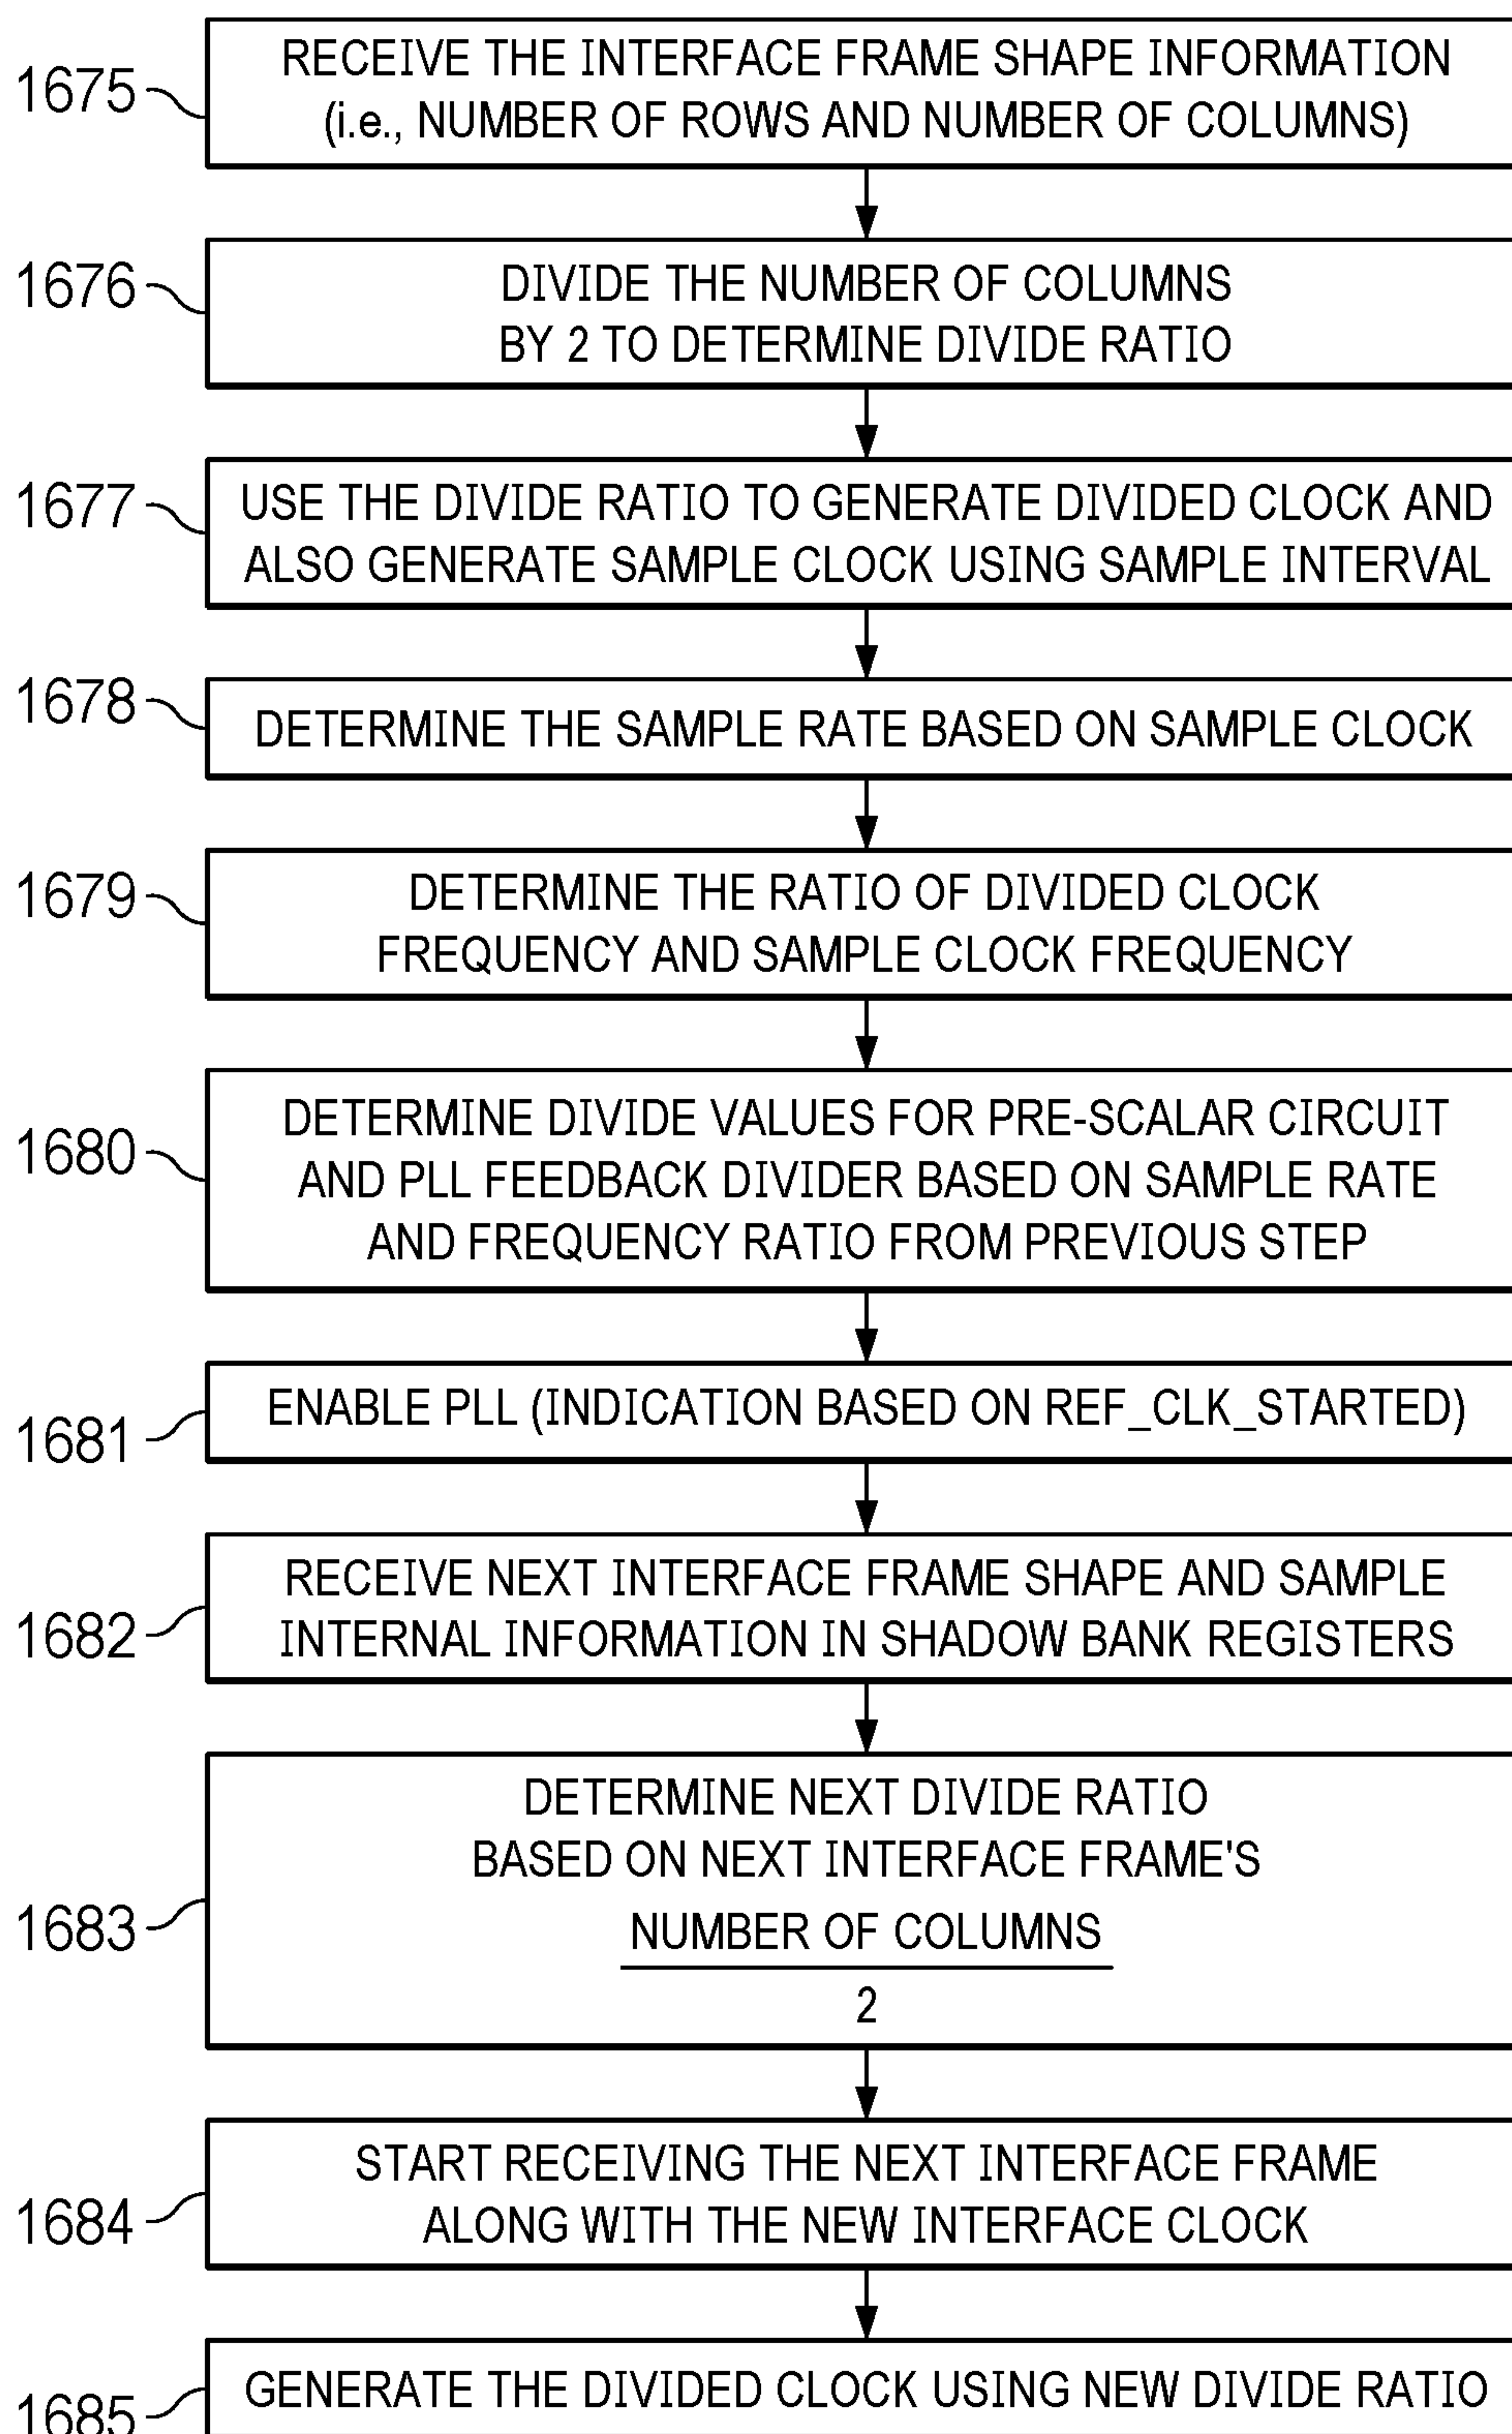 1675
RECEIVE THE INTERFACE FRAME SHAPE INFORMATION
(i.e., NUMBER OF ROWS AND NUMBER OF COLUMNS)
1676
DIVIDE THE NUMBER OF COLUMNS
BY 2 TO DETERMINE DIVIDE RATIO
1677
USE THE DIVIDE RATIO TO GENERATE DIVIDED CLOCK AND
ALSO GENERATE SAMPLE CLOCK USING SAMPLE INTERVAL
1678
DETERMINE THE SAMPLE RATE BASED ON SAMPLE CLOCK
1679
DETERMINE THE RATIO OF DIVIDED CLOCK
FREQUENCY AND SAMPLE CLOCK FREQUENCY
1680
DETERMINE DIVIDE VALUES FOR PRE-SCALAR CIRCUIT
AND PLL FEEDBACK DIVIDER BASED ON SAMPLE RATE
AND FREQUENCY RATIO FROM PREVIOUS STEP
1681
ENABLE PLL (INDICATION BASED ON REF_CLK_STARTED)
1682
RECEIVE NEXT INTERFACE FRAME SHAPE AND SAMPLE
INTERNAL INFORMATION IN SHADOW BANK REGISTERS
1683
DETERMINE NEXT DIVIDE RATIO
BASED ON NEXT INTERFACE FRAME'S
NUMBER OF COLUMNS
2
1684
START RECEIVING THE NEXT INTERFACE FRAME
ALONG WITH THE NEW INTERFACE CLOCK
1685
GENERATE THE DIVIDED CLOCK USING NEW DIVIDE RATIO